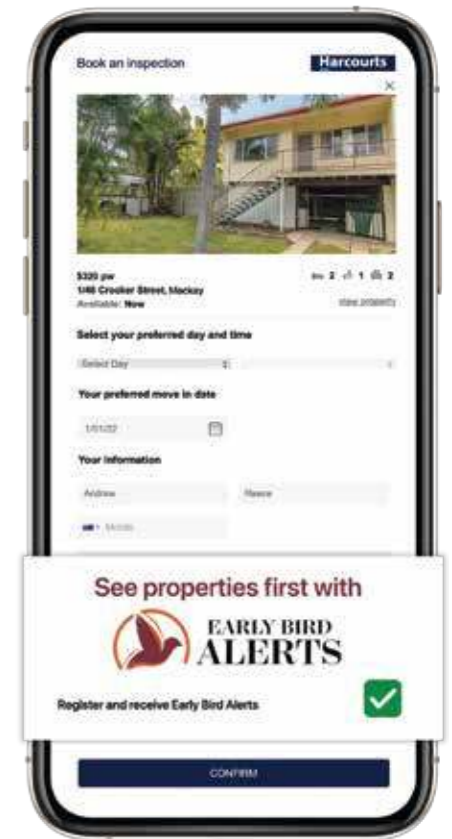 Book an inspection
Harcourts
$320 pw
2 1 2
1/46 Crocker Street, Mackay
Available: Now
view property
Select your preferred day and time
Select Day
Your preferred move in date
1/01/22
Your information
Andrew
Reece
Mobile
See properties first with
EARLY BIRD
ALERTS
Register and receive Early Bird Alerts
CONFIRM